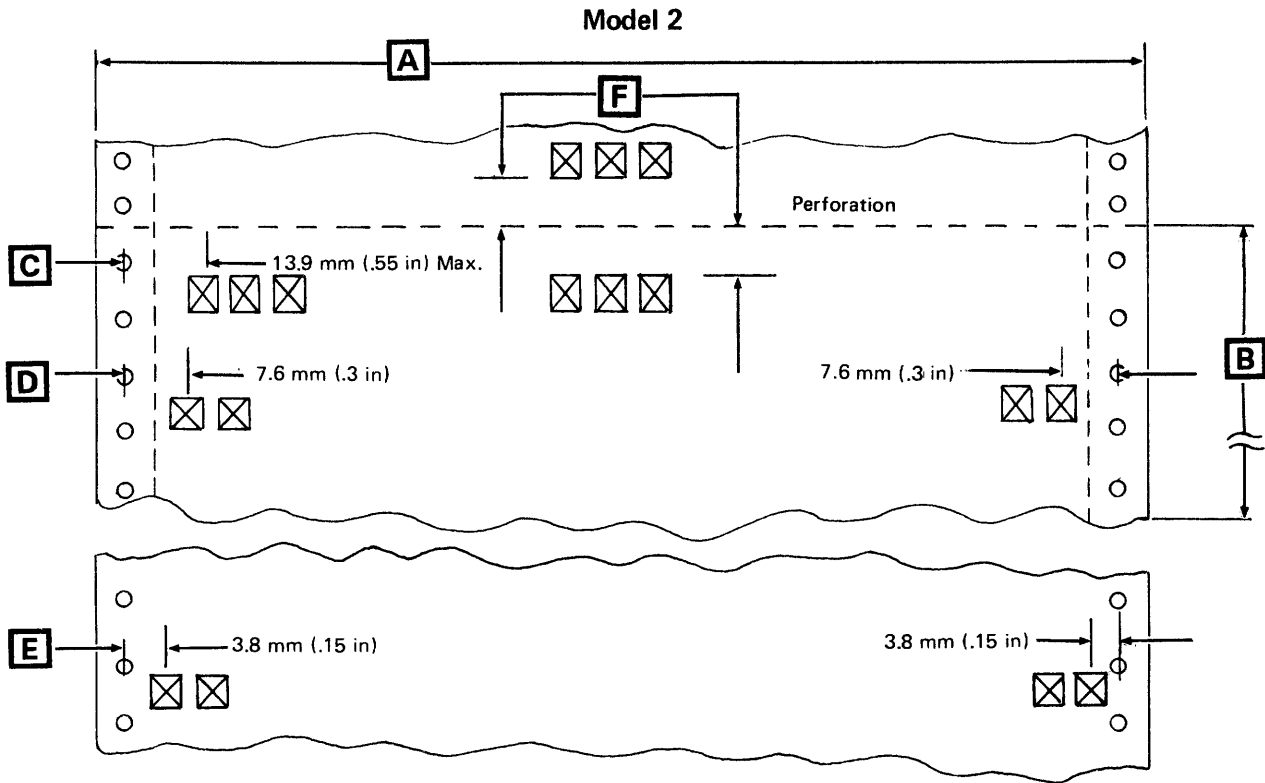 Model 2
A
F
Perforation
C
13.9 mm (.55 in) Max.
D
7.6 mm (.3 in)
7.6 mm (.3 in)
B
E
3.8 mm (.15 in)
3.8 mm (.15 in)